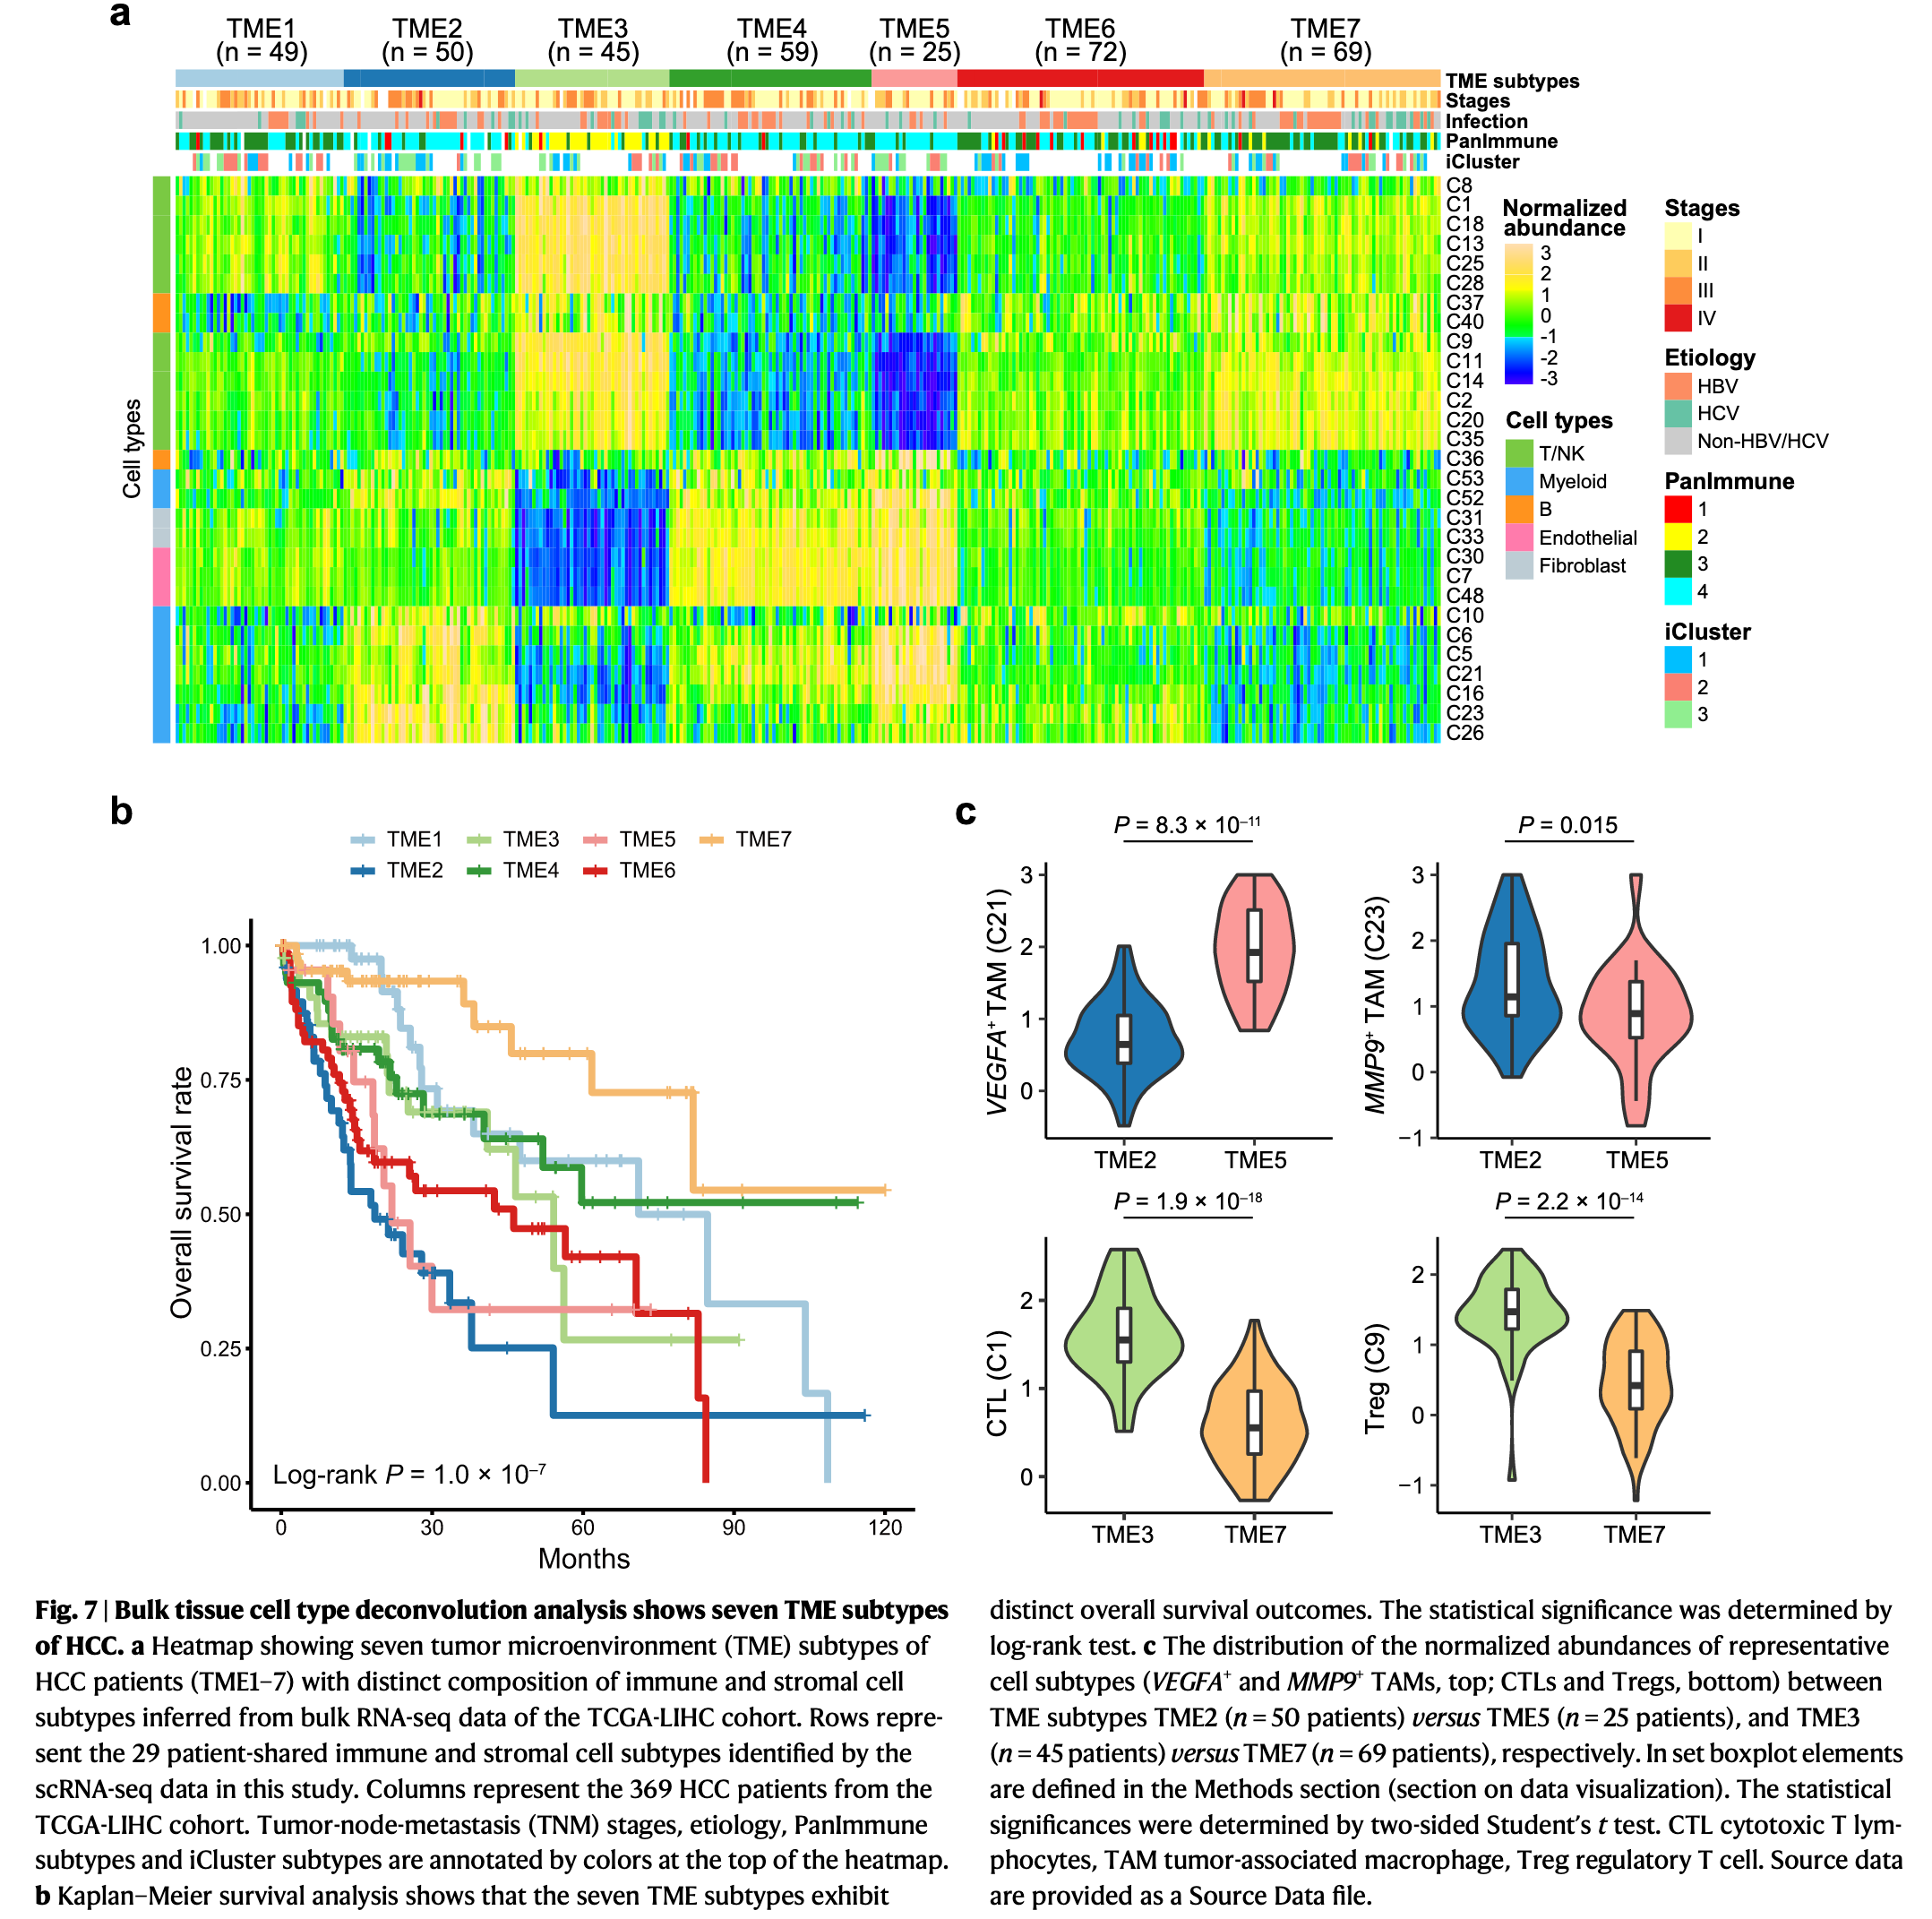 a
TME1 TME2 TME3 TME4 TME5 TME6 TME7
(n = 49) (n = 50) (n = 45) (n = 59) (n = 25) (n = 72) (n = 69)
TME subtypes
Stages
Infection
PanImmune
iCluster
Cell types
C8
C1
C18
C13
C25
C28
C37
C40
C9
C11
C14
C2
C20
C35
C36
C53
C52
C31
C33
C30
C7
C48
C10
C6
C5
C21
C16
C23
C26
Normalized
abundance
3
2
1
0
-1
-2
-3
Cell types
T/NK
Myeloid
B
Endothelial
Fibroblast
Stages
I
II
III
IV
Etiology
HBV
HCV
Non-HBV/HCV
PanImmune
1
2
3
4
iCluster
1
2
3
b
TME1 TME3 TME5 TME7
TME2 TME4 TME6
Overall survival rate
1.00
0.75
0.50
0.25
0.00
Log-rank P = 1.0 × 10⁻⁷
0 30 60 90 120
Months
c
P = 8.3 × 10⁻¹¹
VEGFA⁺ TAM (C21)
3
2
1
0
TME2 TME5
P = 0.015
MMP9⁺ TAM (C23)
3
2
1
0
−1
TME2 TME5
P = 1.9 × 10⁻¹⁸
CTL (C1)
2
1
0
TME3 TME7
P = 2.2 × 10⁻¹⁴
Treg (C9)
2
1
0
−1
TME3 TME7
Fig. 7 | Bulk tissue cell type deconvolution analysis shows seven TME subtypes
of HCC. a Heatmap showing seven tumor microenvironment (TME) subtypes of
HCC patients (TME1–7) with distinct composition of immune and stromal cell
subtypes inferred from bulk RNA-seq data of the TCGA-LIHC cohort. Rows repre-
sent the 29 patient-shared immune and stromal cell subtypes identified by the
scRNA-seq data in this study. Columns represent the 369 HCC patients from the
TCGA-LIHC cohort. Tumor-node-metastasis (TNM) stages, etiology, PanImmune
subtypes and iCluster subtypes are annotated by colors at the top of the heatmap.
b Kaplan–Meier survival analysis shows that the seven TME subtypes exhibit
distinct overall survival outcomes. The statistical significance was determined by
log-rank test. c The distribution of the normalized abundances of representative
cell subtypes (VEGFA⁺ and MMP9⁺ TAMs, top; CTLs and Tregs, bottom) between
TME subtypes TME2 (n = 50 patients) versus TME5 (n = 25 patients), and TME3
(n = 45 patients) versus TME7 (n = 69 patients), respectively. In set boxplot elements
are defined in the Methods section (section on data visualization). The statistical
significances were determined by two-sided Student's t test. CTL cytotoxic T lym-
phocytes, TAM tumor-associated macrophage, Treg regulatory T cell. Source data
are provided as a Source Data file.